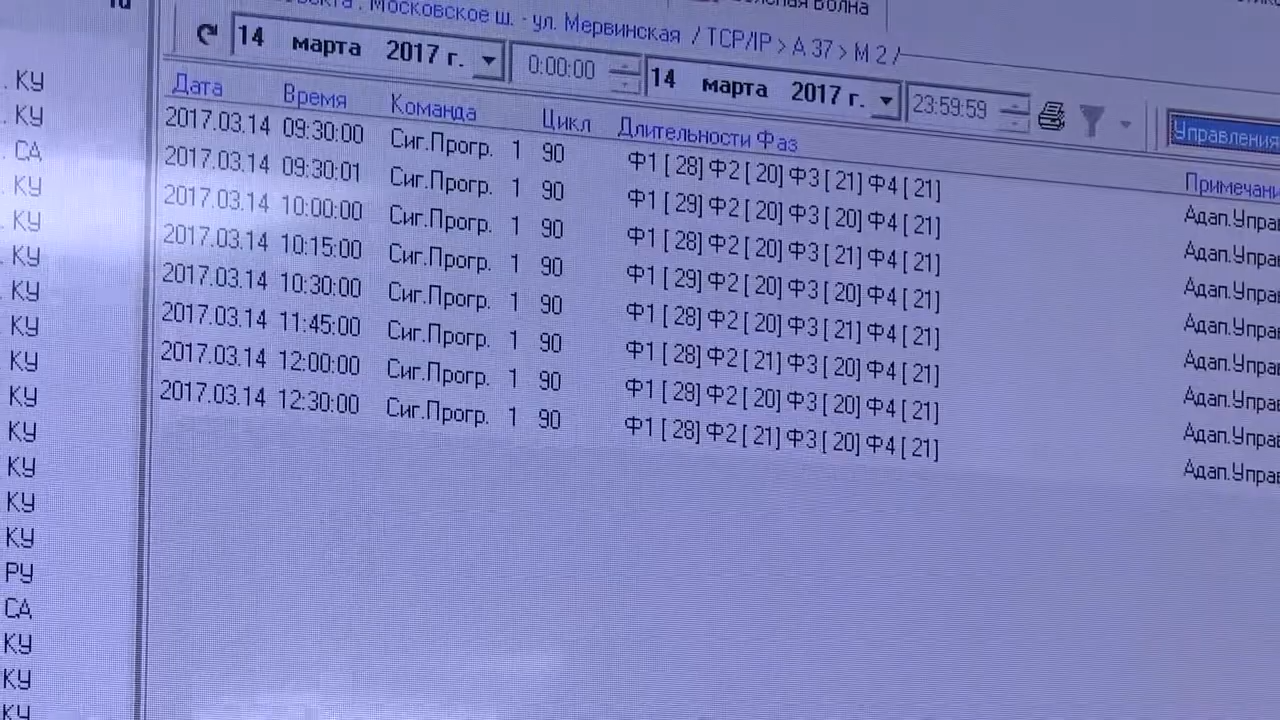 Московское ш. - ул. Мервинская / TCP/IP > А 37 > М 2 /
14 марта 2017 г. 0:00:00 14 марта 2017 г. 23:59:59 Управления
Дата Время Команда Цикл Длительности Фаз
2017.03.14 09:30:00 Сиг.Прогр. 1 90 Ф1 [ 28] Ф2 [ 20] Ф3 [ 21] Ф4 [ 21]
2017.03.14 09:30:01 Сиг.Прогр. 1 90 Ф1 [ 29] Ф2 [ 20] Ф3 [ 20] Ф4 [ 21]
2017.03.14 10:00:00 Сиг.Прогр. 1 90 Ф1 [ 28] Ф2 [ 20] Ф3 [ 21] Ф4 [ 21]
2017.03.14 10:15:00 Сиг.Прогр. 1 90 Ф1 [ 29] Ф2 [ 20] Ф3 [ 20] Ф4 [ 21]
2017.03.14 10:30:00 Сиг.Прогр. 1 90 Ф1 [ 28] Ф2 [ 20] Ф3 [ 21] Ф4 [ 21]
2017.03.14 11:45:00 Сиг.Прогр. 1 90 Ф1 [ 28] Ф2 [ 21] Ф3 [ 20] Ф4 [ 21]
2017.03.14 12:00:00 Сиг.Прогр. 1 90 Ф1 [ 29] Ф2 [ 20] Ф3 [ 20] Ф4 [ 21]
2017.03.14 12:30:00 Сиг.Прогр. 1 90 Ф1 [ 28] Ф2 [ 21] Ф3 [ 20] Ф4 [ 21]
Примечани
Адап.Управ
Адап.Управ
Адап.Управ
Адап.Управ
Адап.Управ
Адап.Управ
Адап.Управ
Адап.Управ
. КУ
. КУ
. СА
. КУ
. КУ
. КУ
. КУ
. КУ
КУ
КУ
КУ
КУ
КУ
КУ
РУ
СА
КУ
КУ
КУ